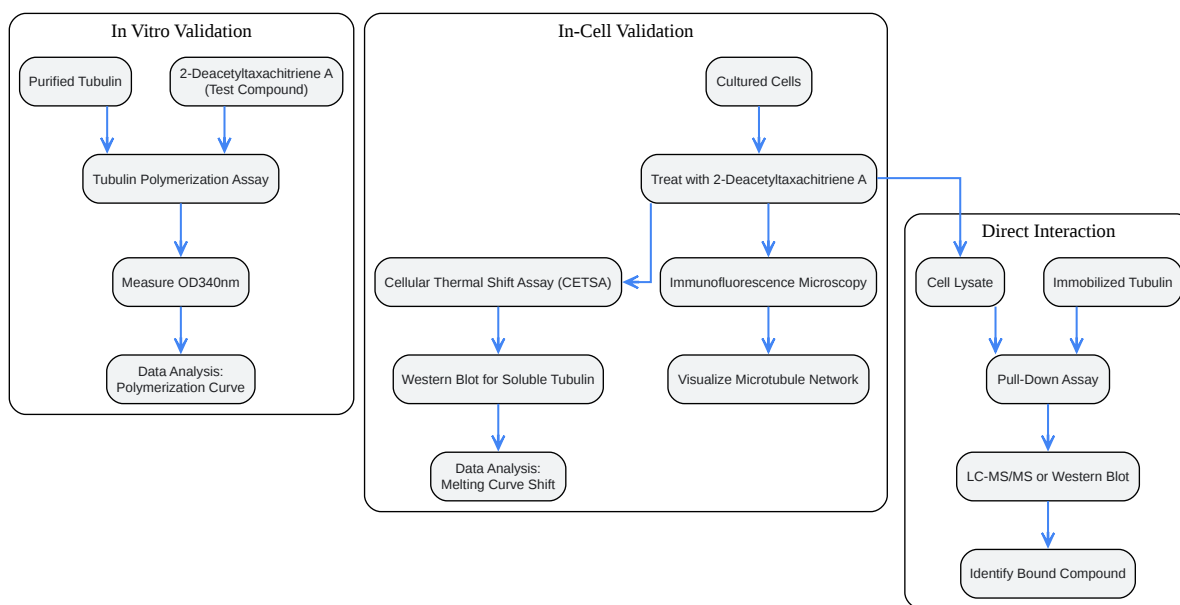 In Vitro Validation
Purified Tubulin
2-Deacetyltaxachitriene A
(Test Compound)
Tubulin Polymerization Assay
Measure OD340nm
Data Analysis:
Polymerization Curve
In-Cell Validation
Cultured Cells
Treat with 2-Deacetyltaxachitriene A
Cellular Thermal Shift Assay (CETSA)
Immunofluorescence Microscopy
Western Blot for Soluble Tubulin
Visualize Microtubule Network
Data Analysis:
Melting Curve Shift
Direct Interaction
Cell Lysate
Immobilized Tubulin
Pull-Down Assay
LC-MS/MS or Western Blot
Identify Bound Compound